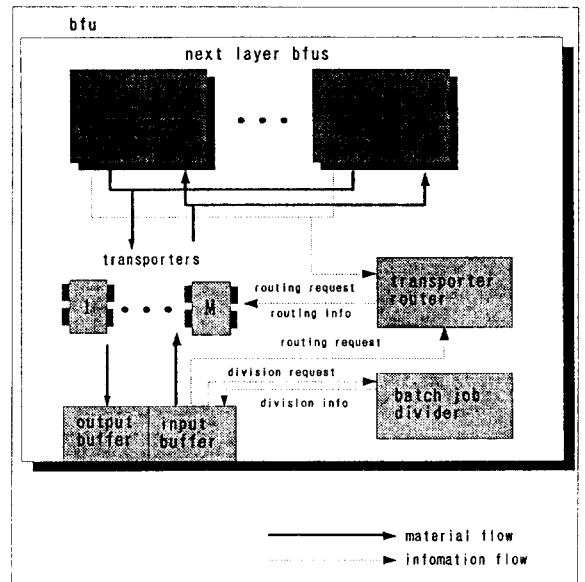 bfu
next layer bfus
transporters
1
M
routing request
routing info
transporter
router
routing request
division request
division info
batch job
divider
output
buffer
input
buffer
material flow
infomation flow